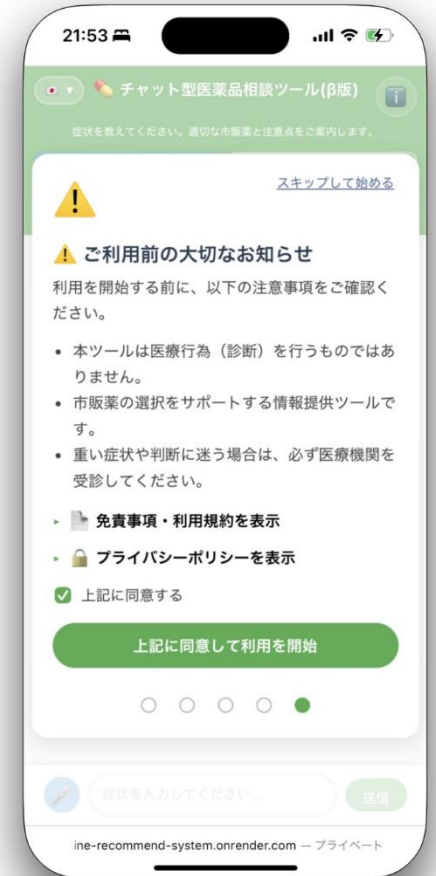 21:53
チャット型医薬品相談ツール(β版)
症状を教えてください。適切な市販薬と注意点をご案内します。
スキップして始める
ご利用前の大切なお知らせ
利用を開始する前に、以下の注意事項をご確認く
ださい。
• 本ツールは医療行為（診断）を行うものではあ
りません。
• 市販薬の選択をサポートする情報提供ツールで
す。
• 重い症状や判断に迷う場合は、必ず医療機関を
受診してください。
免責事項・利用規約を表示
プライバシーポリシーを表示
上記に同意する
上記に同意して利用を開始
症状を入力してください...
送信
ine-recommend-system.onrender.com — プライベート